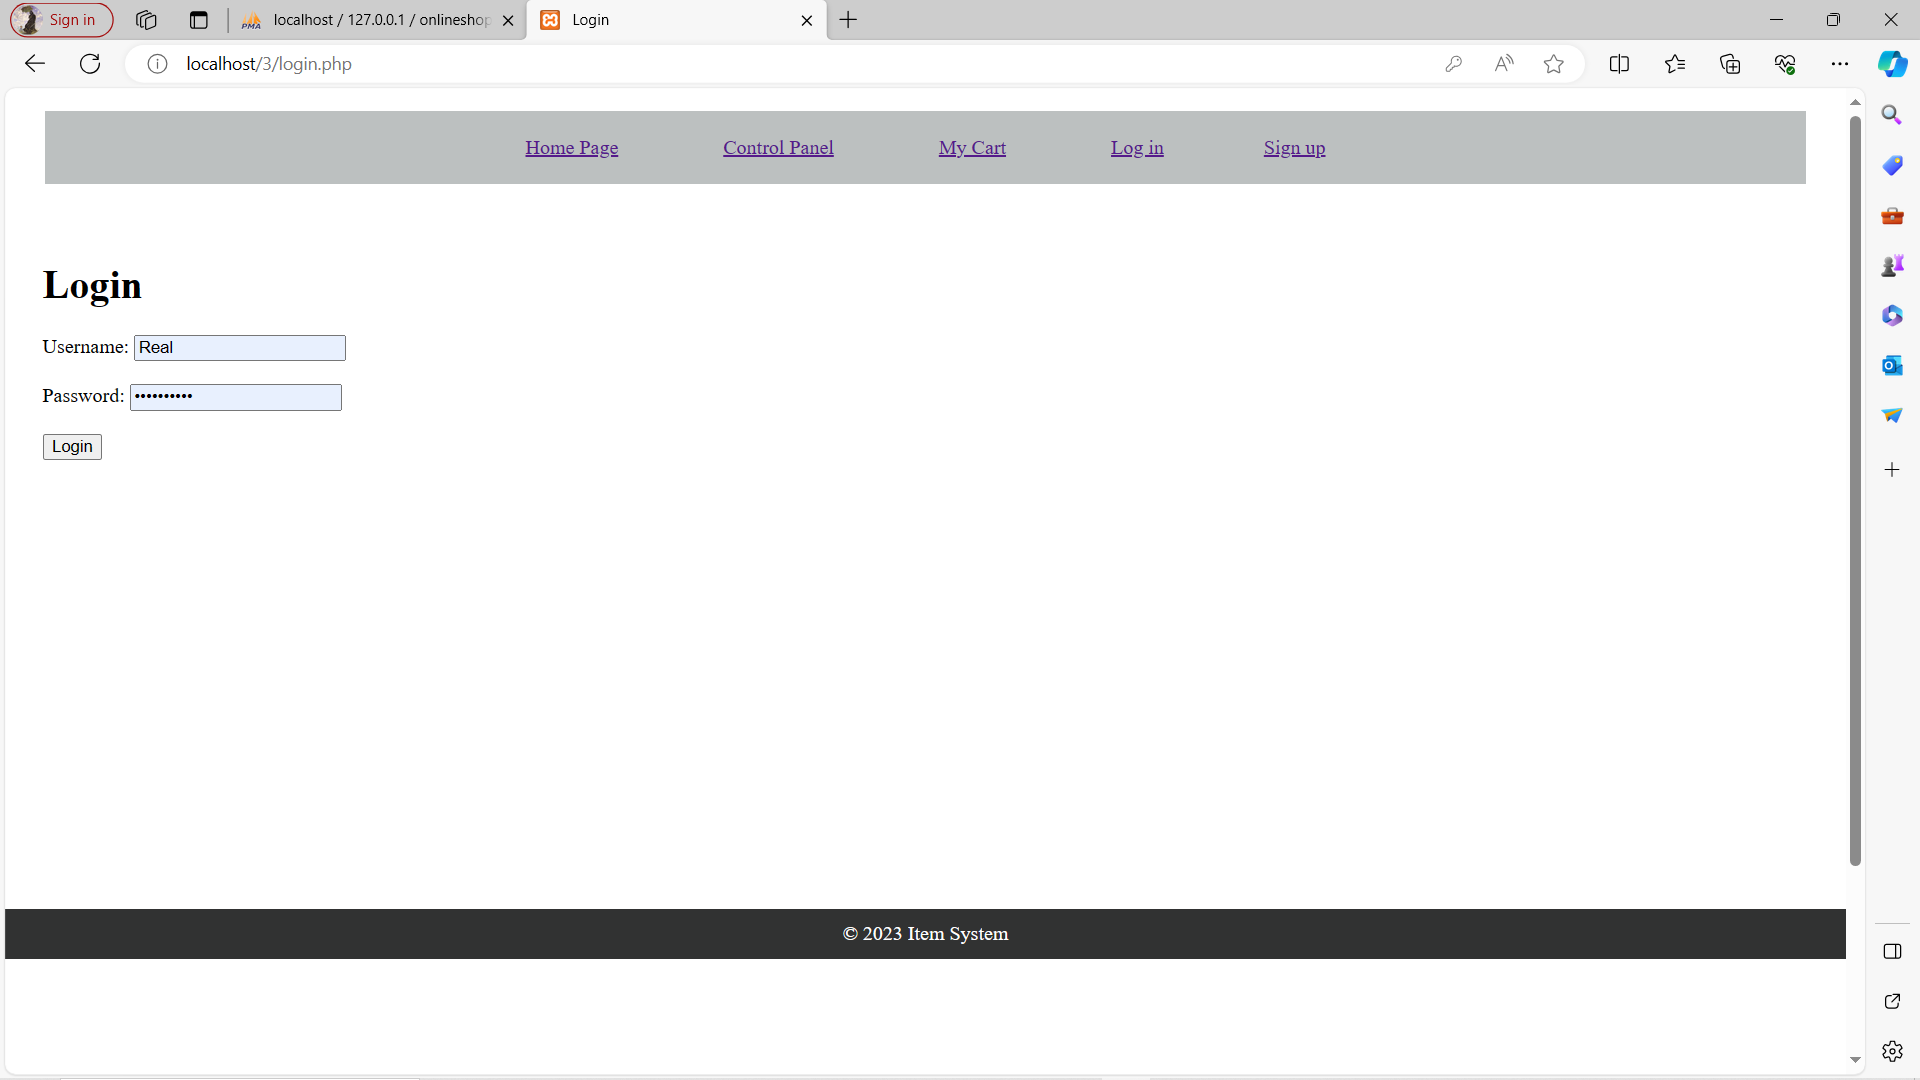 Sign in
localhost / 127.0.0.1 / onlineshop
Login
localhost/3/login.php
Home Page Control Panel My Cart Log in Sign up
Login
Username: Real
Password: ••••••••••
Login
© 2023 Item System